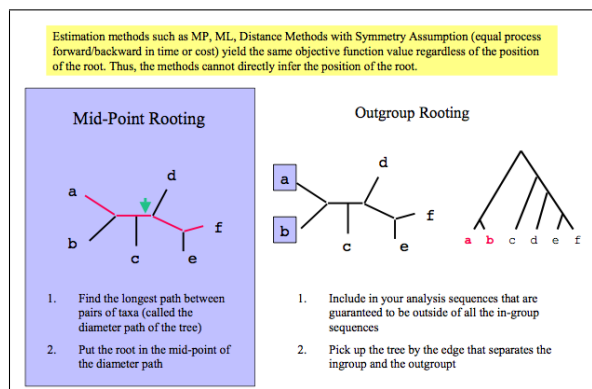 Estimation methods such as MP, ML, Distance Methods with Symmetry Assumption (equal process
forward/backward in time or cost) yield the same objective function value regardless of the position
of the root. Thus, the methods cannot directly infer the position of the root.
Mid-Point Rooting
a
b
c
d
e
f
1. Find the longest path between
pairs of taxa (called the
diameter path of the tree)
2. Put the root in the mid-point of
the diameter path
Outgroup Rooting
a
b
c
d
e
f
a b c d e f
1. Include in your analysis sequences that are
guaranteed to be outside of all the in-group
sequences
2. Pick up the tree by the edge that separates the
ingroup and the outgroupt